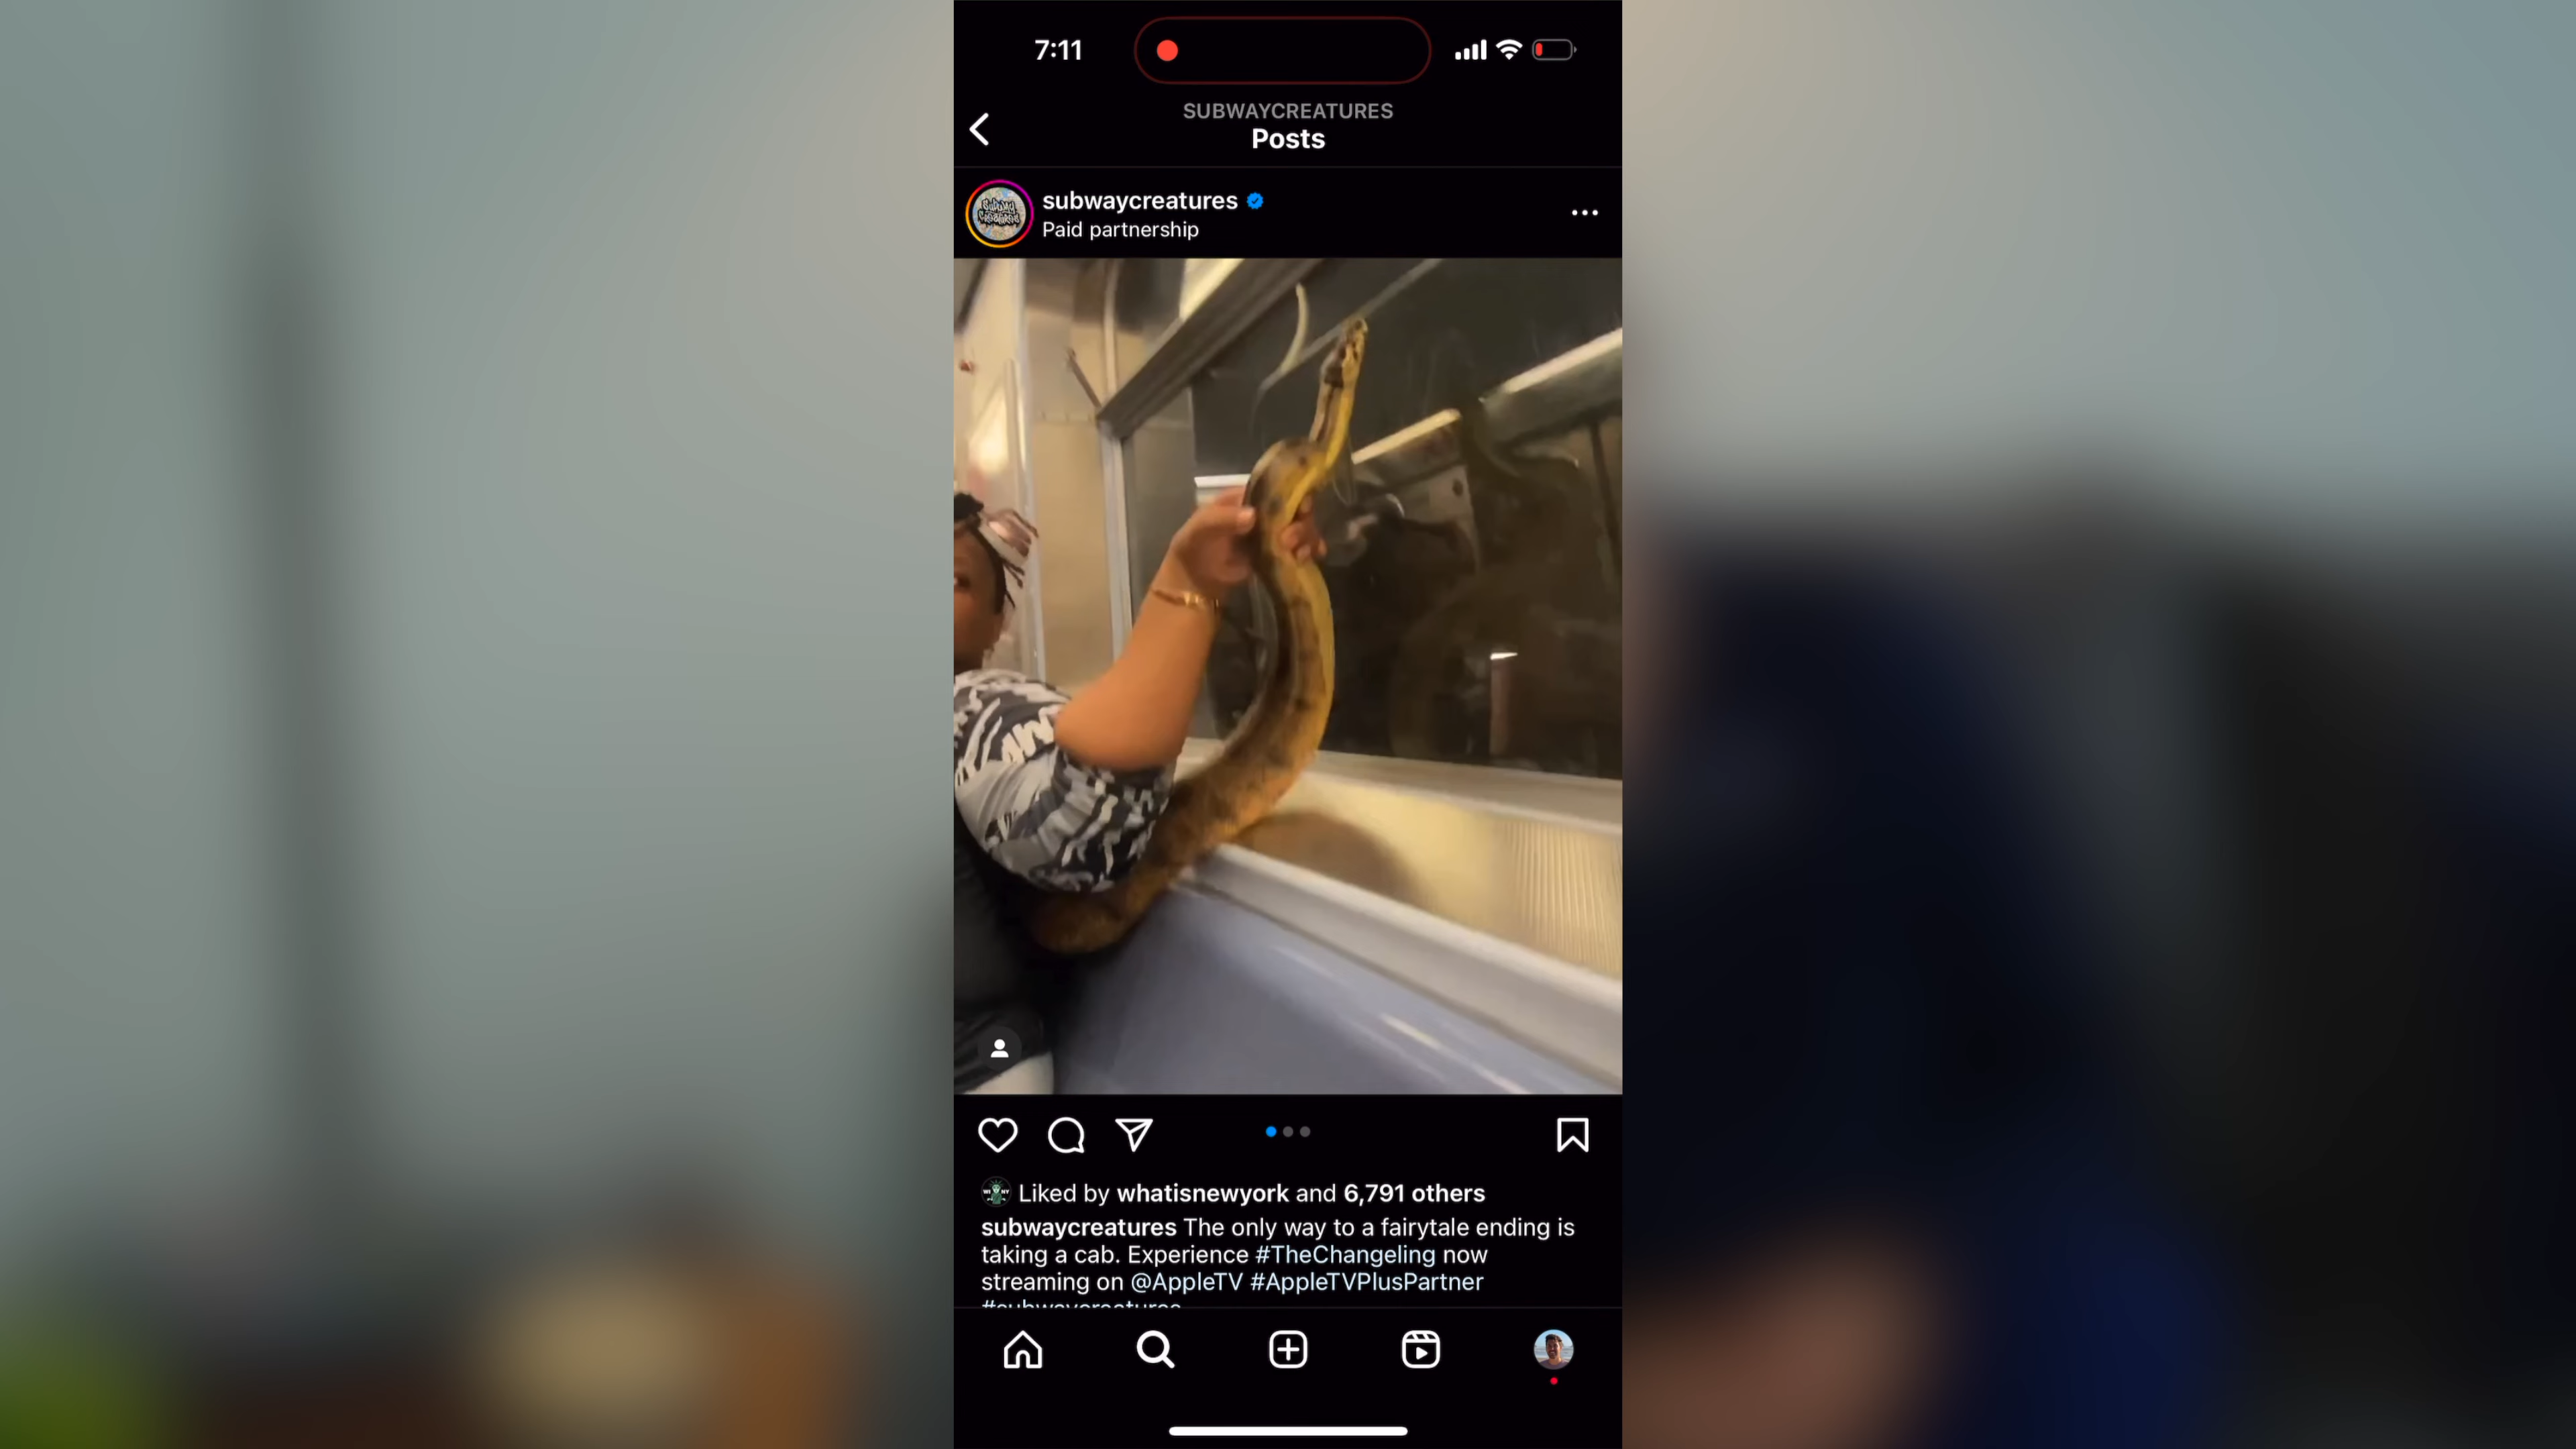 7:11
SUBWAYCREATURES
Posts
subwaycreatures
Paid partnership
Liked by whatisnewyork and 6,791 others
subwaycreatures The only way to a fairytale ending is
taking a cab. Experience #TheChangeling now
streaming on @AppleTV #AppleTVPlusPartner
#subwaycreatures